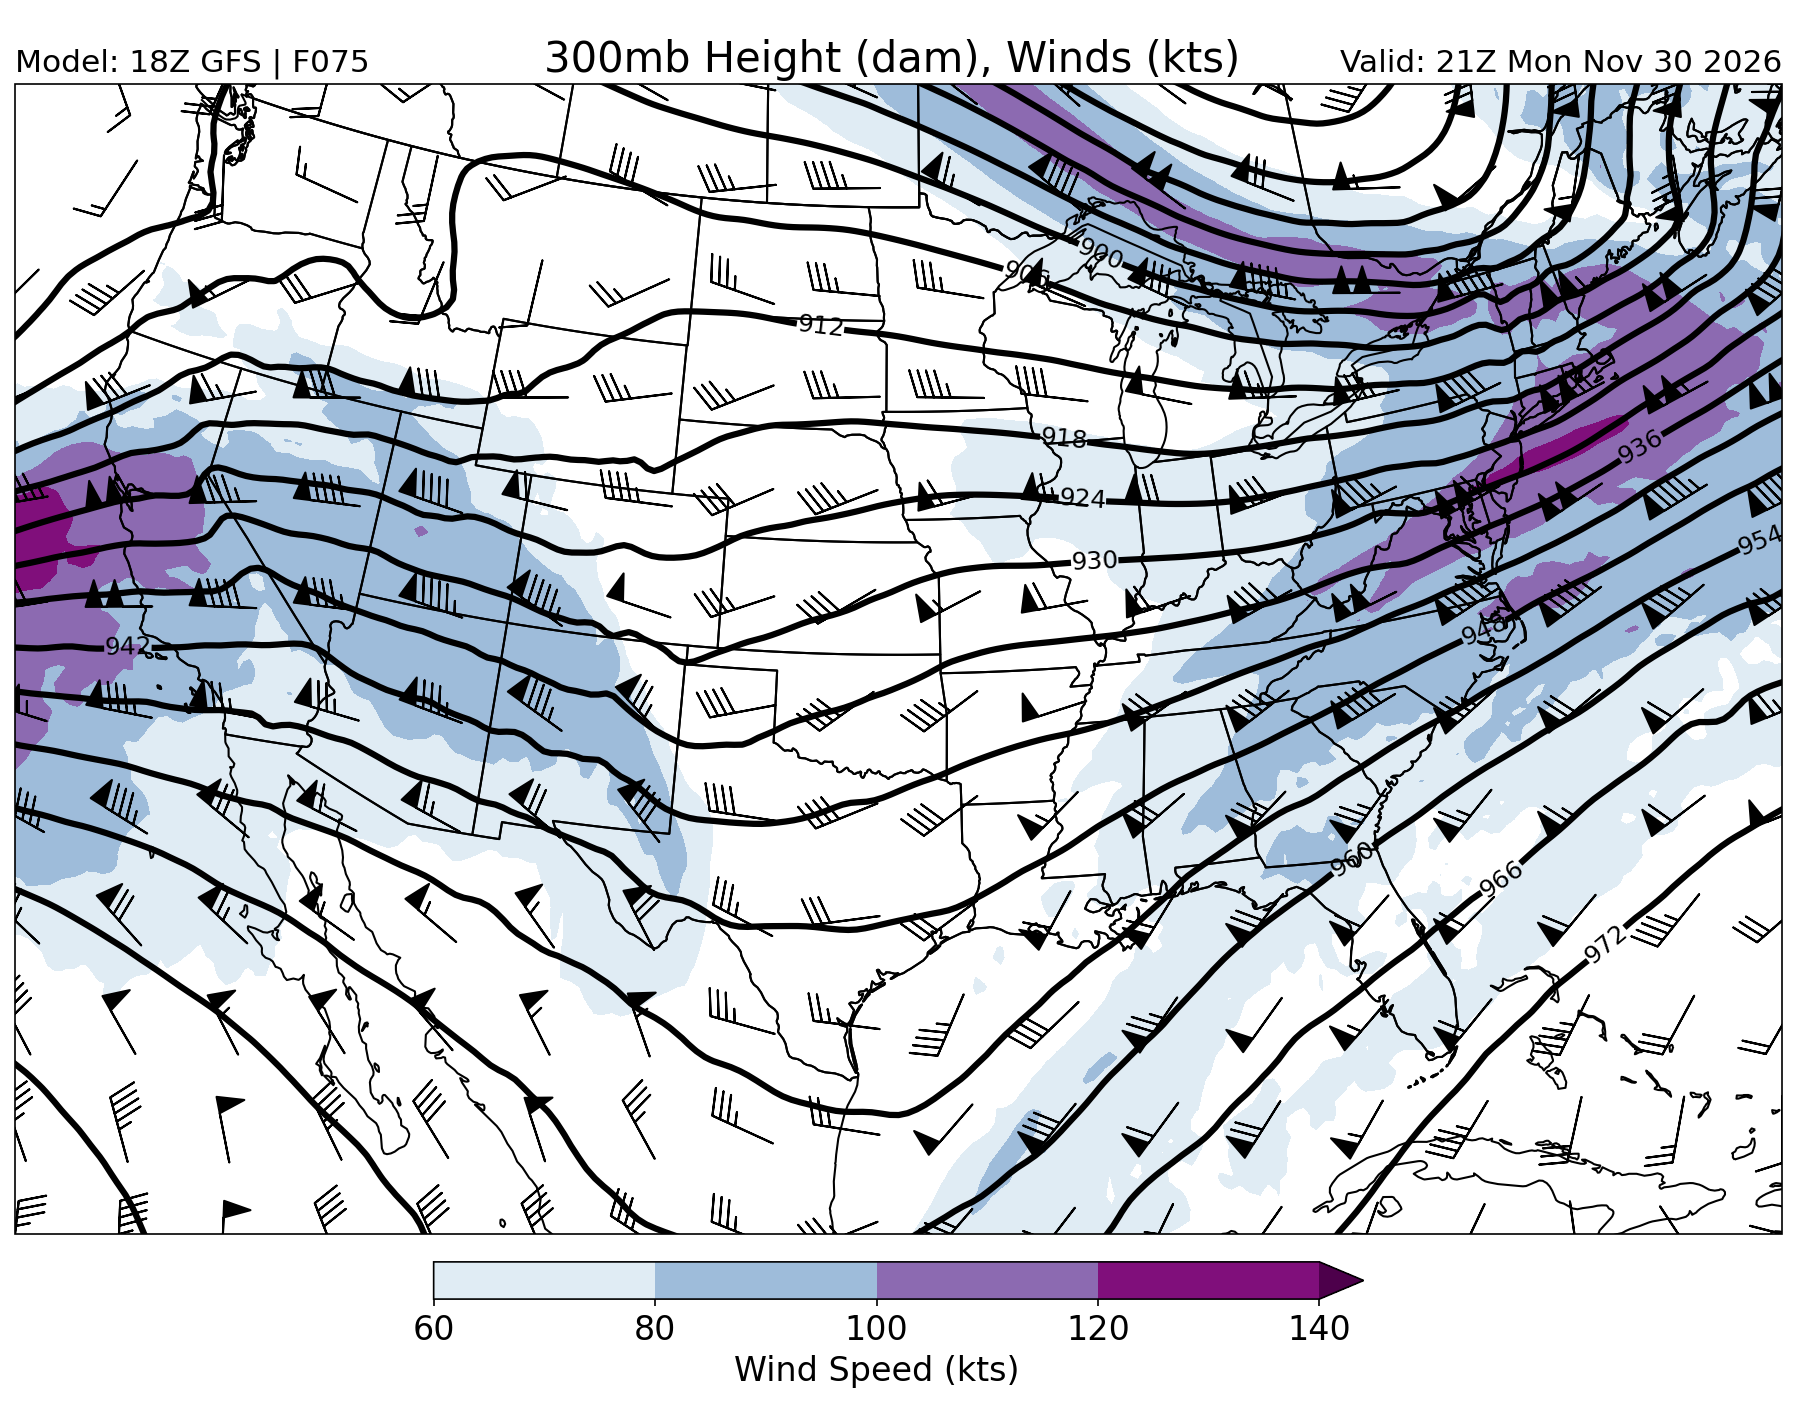 Model: 18Z GFS | F075
300mb Height (dam), Winds (kts)
Valid: 21Z Mon Nov 30 2026
900
906
912
918
924
930
936
942
948
954
960
966
972
60 80 100 120 140
Wind Speed (kts)